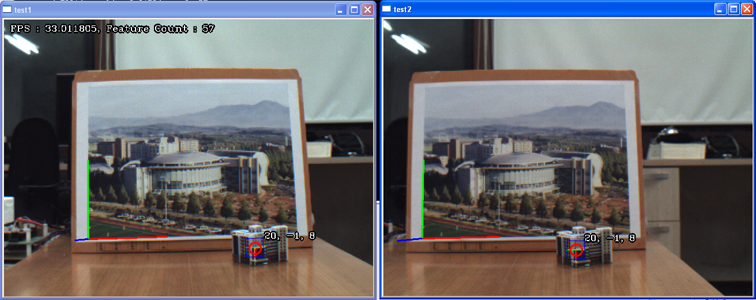 test1
FPS : 33.011805, Feature Count : 57
20, -1, 8
test2
20, -1, 8